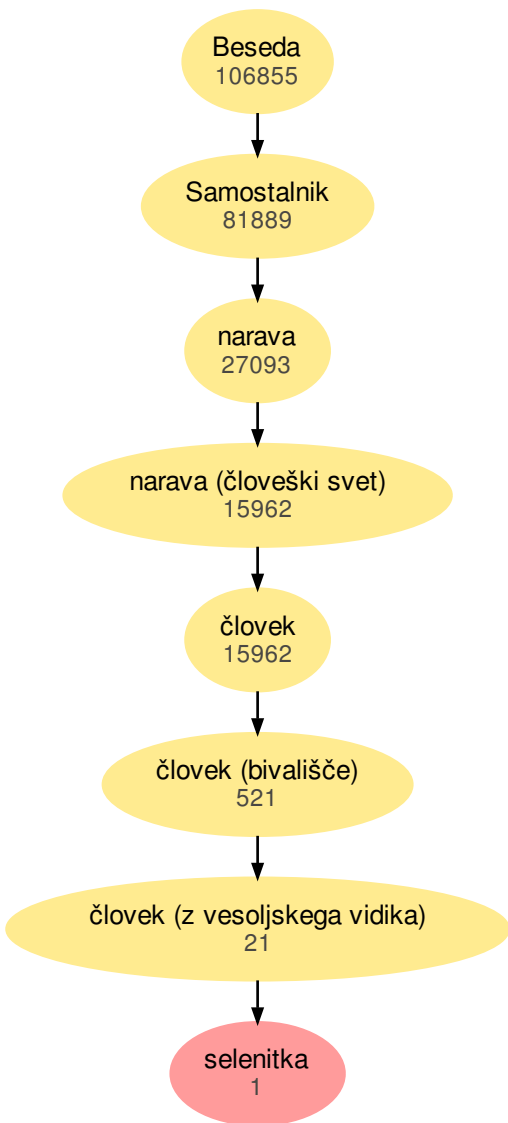 Beseda
106855
Samostalnik
81889
narava
27093
narava (človeški svet)
15962
človek
15962
človek (bivališče)
521
človek (z vesoljskega vidika)
21
selenitka
1